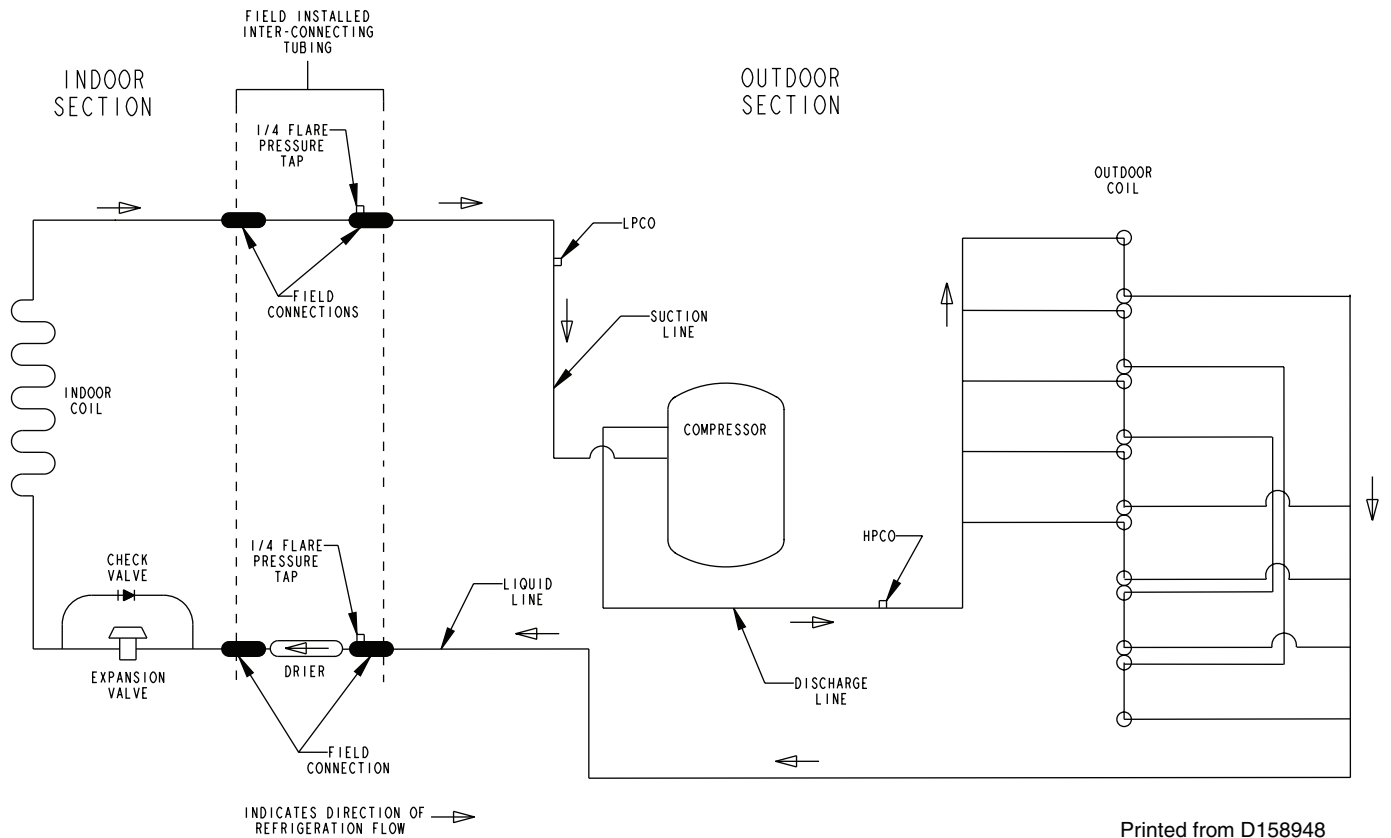 FIELD INSTALLED
INTER-CONNECTING
TUBING
INDOOR
SECTION
OUTDOOR
SECTION
1/4 FLARE
PRESSURE
TAP
OUTDOOR
COIL
LPCO
FIELD
CONNECTIONS
SUCTION
LINE
INDOOR
COIL
COMPRESSOR
1/4 FLARE
PRESSURE
TAP
HPCO
CHECK
VALVE
LIQUID
LINE
EXPANSION
VALVE
DRIER
DISCHARGE
LINE
FIELD
CONNECTION
INDICATES DIRECTION OF
REFRIGERATION FLOW
Printed from D158948